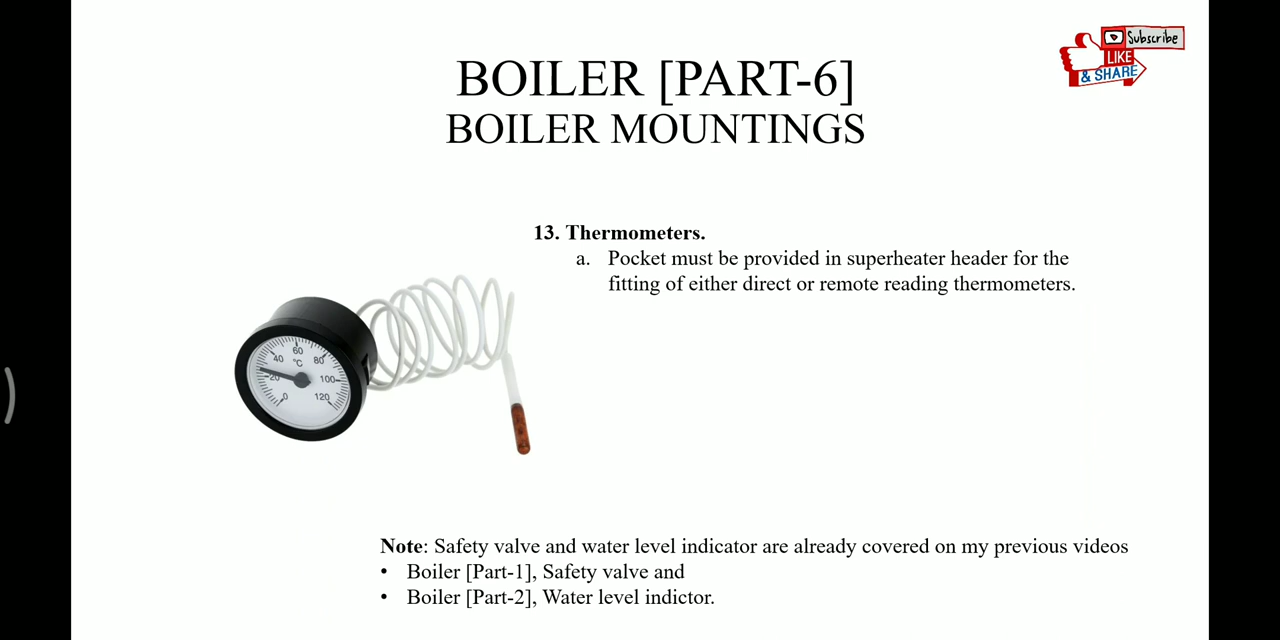 Subscribe
LIKE
& SHARE
BOILER [PART-6]
BOILER MOUNTINGS
13. Thermometers.
a. Pocket must be provided in superheater header for the
fitting of either direct or remote reading thermometers.
0
20
40
60
80
100
120
°C
Note: Safety valve and water level indicator are already covered on my previous videos
• Boiler [Part-1], Safety valve and
• Boiler [Part-2], Water level indictor.